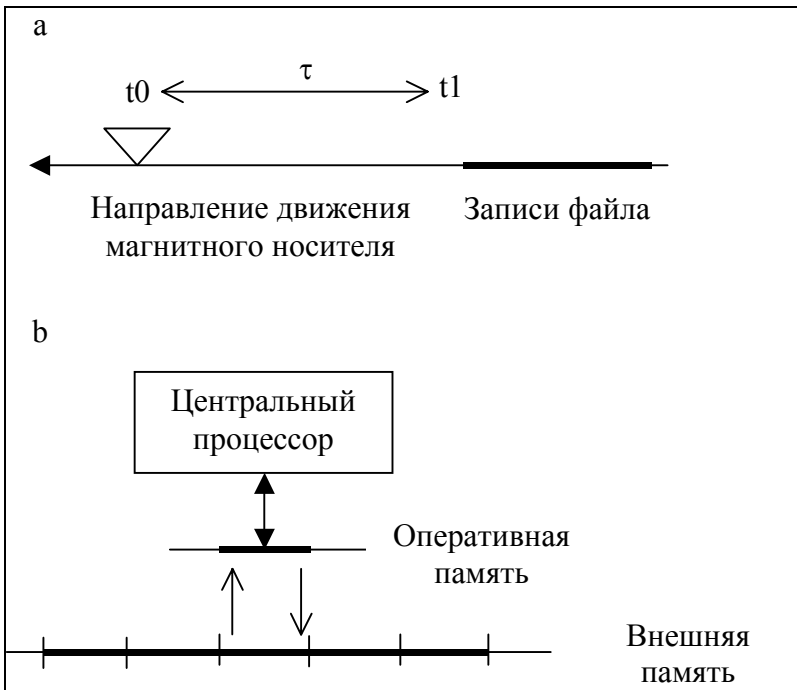 a
τ
t0
t1
Направление движения
магнитного носителя
Записи файла
b
Центральный
процессор
Оперативная
память
Внешняя
память